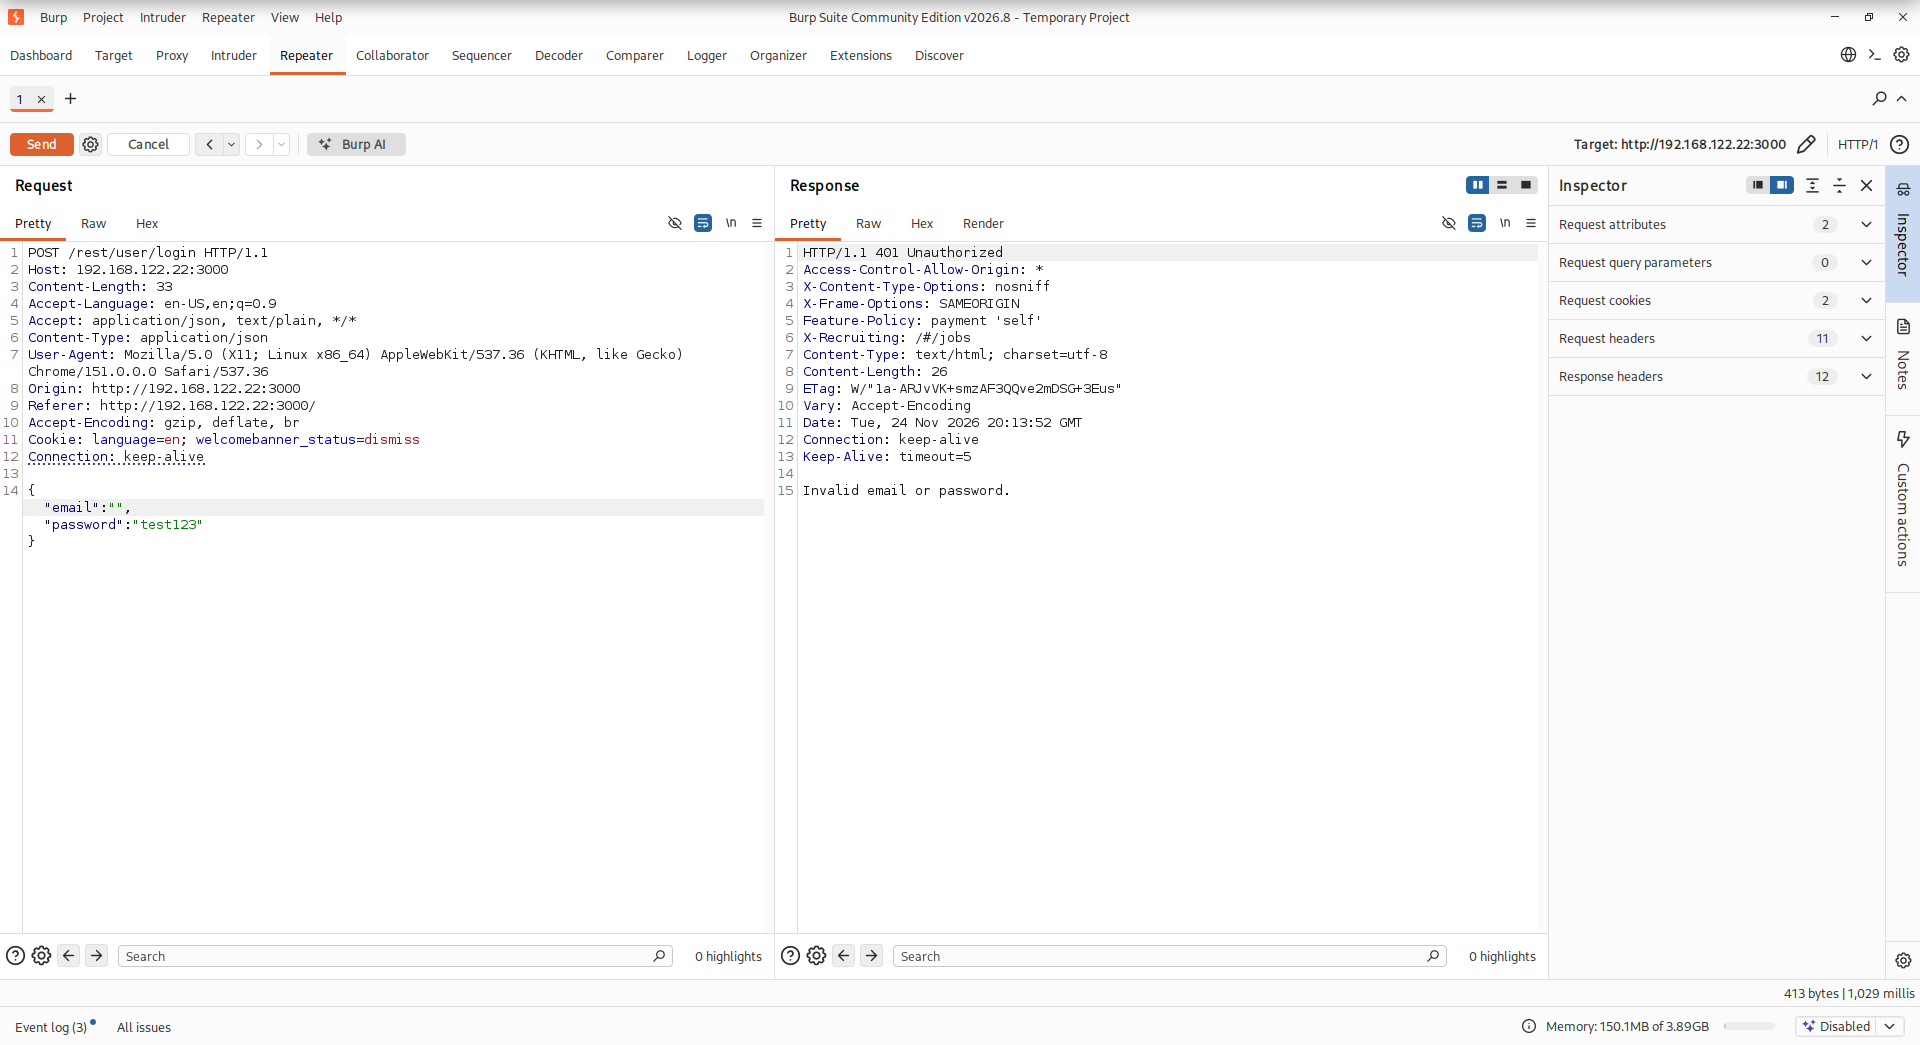 Burp Project Intruder Repeater View Help
Burp Suite Community Edition v2026.8 - Temporary Project
Dashboard Target Proxy Intruder Repeater Collaborator Sequencer Decoder Comparer Logger Organizer Extensions Discover
1
Send Cancel Burp AI
Target: http://192.168.122.22:3000 HTTP/1
Request
Pretty Raw Hex
\n
1 POST /rest/user/login HTTP/1.1
2 Host: 192.168.122.22:3000
3 Content-Length: 33
4 Accept-Language: en-US,en;q=0.9
5 Accept: application/json, text/plain, */*
6 Content-Type: application/json
7 User-Agent: Mozilla/5.0 (X11; Linux x86_64) AppleWebKit/537.36 (KHTML, like Gecko)
Chrome/151.0.0.0 Safari/537.36
8 Origin: http://192.168.122.22:3000
9 Referer: http://192.168.122.22:3000/
10 Accept-Encoding: gzip, deflate, br
11 Cookie: language=en; welcomebanner_status=dismiss
12 Connection: keep-alive
13
14 {
"email":"",
"password":"test123"
}
Search
0 highlights
Response
Pretty Raw Hex Render
\n
1 HTTP/1.1 401 Unauthorized
2 Access-Control-Allow-Origin: *
3 X-Content-Type-Options: nosniff
4 X-Frame-Options: SAMEORIGIN
5 Feature-Policy: payment 'self'
6 X-Recruiting: /#/jobs
7 Content-Type: text/html; charset=utf-8
8 Content-Length: 26
9 ETag: W/"1a-ARJvVK+smzAF3QQve2mDSG+3Eus"
10 Vary: Accept-Encoding
11 Date: Tue, 24 Nov 2026 20:13:52 GMT
12 Connection: keep-alive
13 Keep-Alive: timeout=5
14
15 Invalid email or password.
Search
0 highlights
Inspector
Request attributes 2
Request query parameters 0
Request cookies 2
Request headers 11
Response headers 12
Inspector
Notes
Custom actions
413 bytes | 1,029 millis
Event log (3) All issues
Memory: 150.1MB of 3.89GB
Disabled